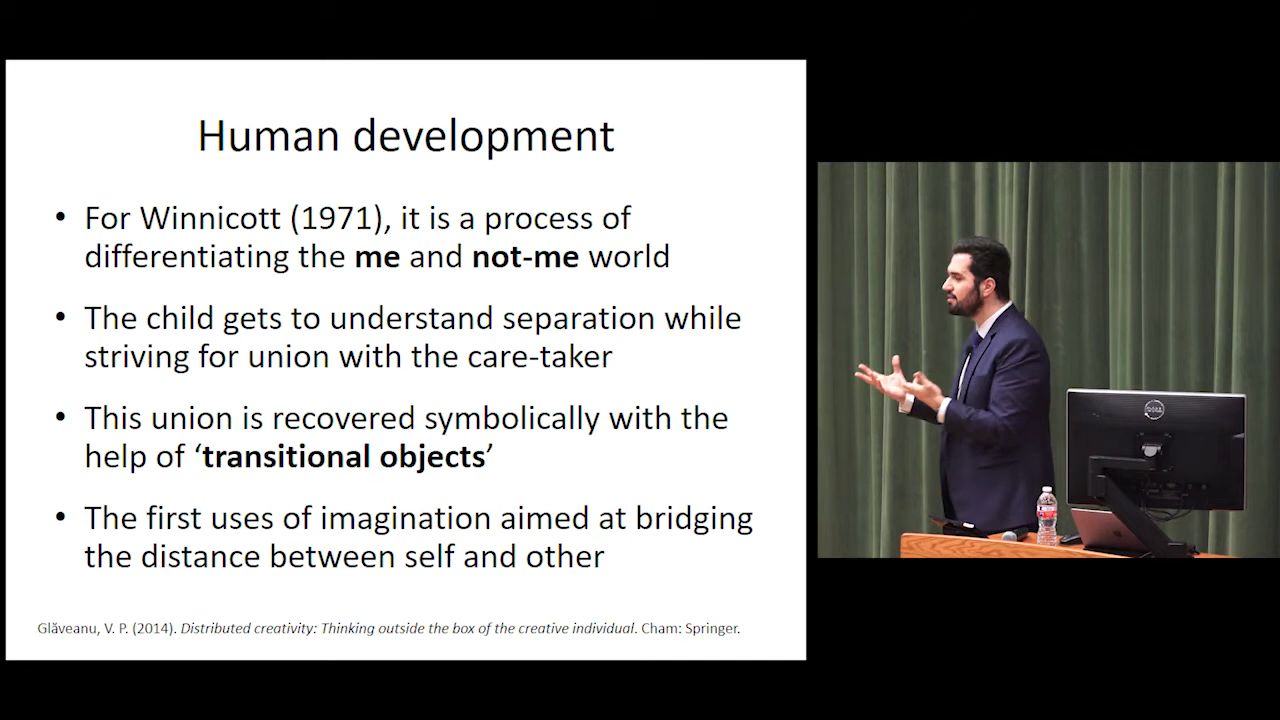 Human development
• For Winnicott (1971), it is a process of
differentiating the me and not-me world
• The child gets to understand separation while
striving for union with the care-taker
• This union is recovered symbolically with the
help of ‘transitional objects’
• The first uses of imagination aimed at bridging
the distance between self and other
Glăveanu, V. P. (2014). Distributed creativity: Thinking outside the box of the creative individual. Cham: Springer.
DELL